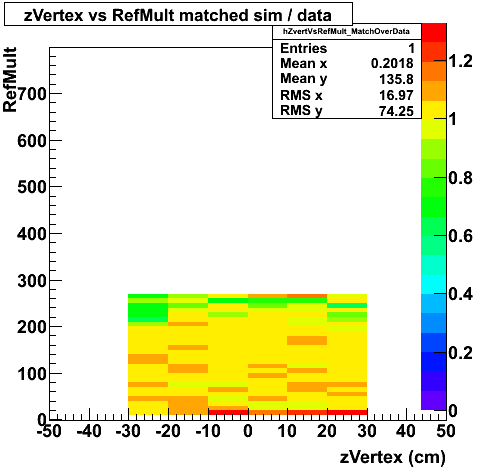 zVertex vs RefMult matched sim / data
hZvertVsRefMult_MatchOverData
Entries 1
Mean x 0.2018
Mean y 135.8
RMS x 16.97
RMS y 74.25
RefMult
700
600
500
400
300
200
100
0
-50 -40 -30 -20 -10 0 10 20 30 40 50
zVertex (cm)
1.2
1
0.8
0.6
0.4
0.2
0